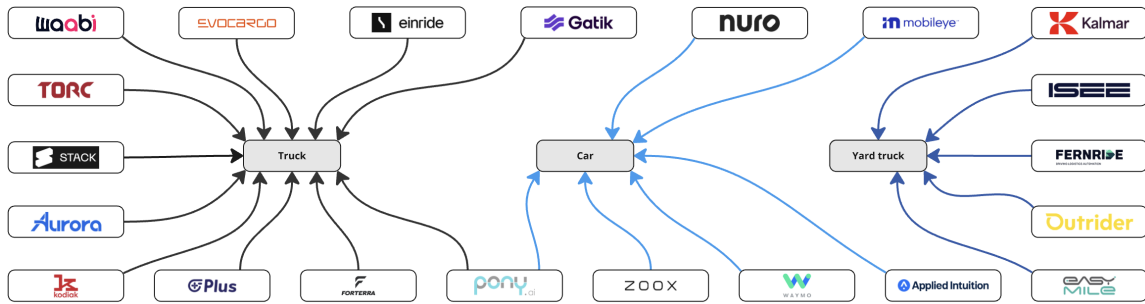 waabi
EVOCARGO
einride
Gatik
nuro
mobileye™
Kalmar
TORC
ISEE
STACK
Truck
Car
Yard truck
FERNRIDE
Aurora
Outrider
kodiak
Plus
FORTERRA
pony.ai
ZOOX
WAYMO
Applied Intuition
EASY
MILE